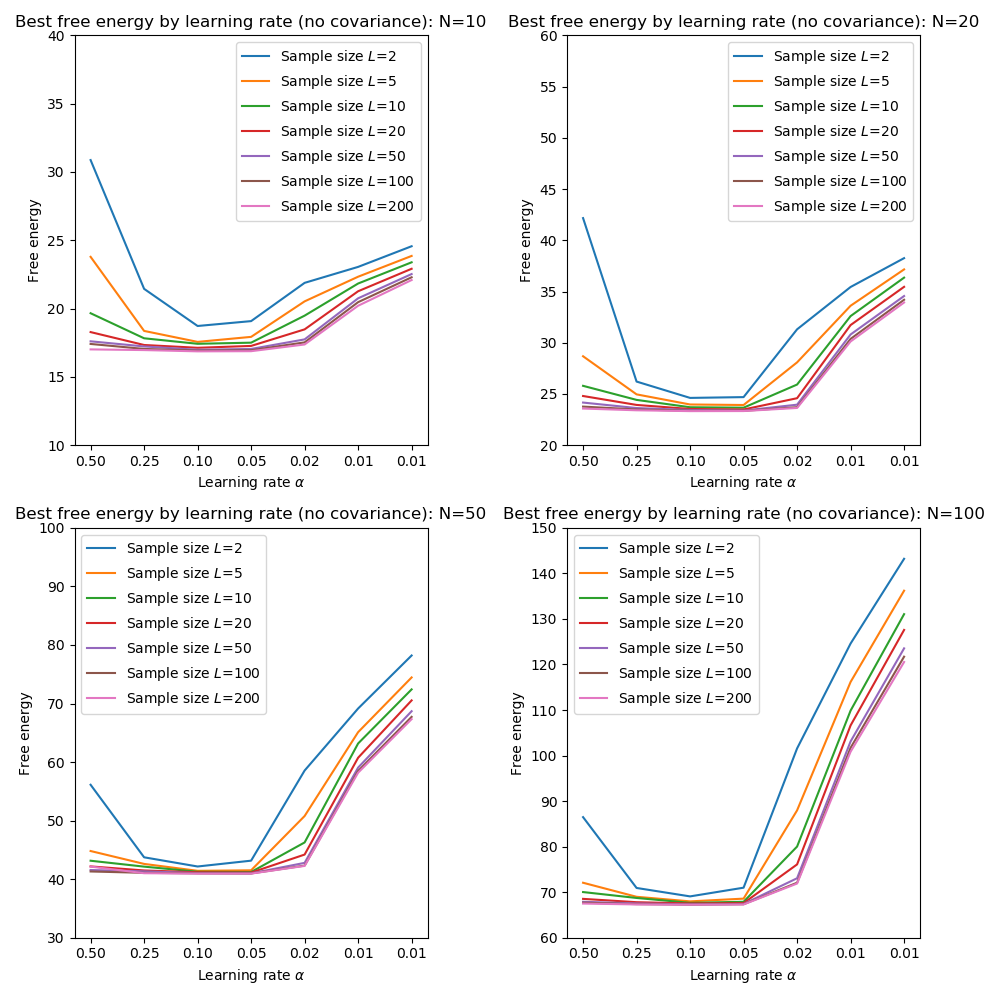 Best free energy by learning rate (no covariance): N=10
40
35
30
25
20
15
10
Free energy
Sample size L=2
Sample size L=5
Sample size L=10
Sample size L=20
Sample size L=50
Sample size L=100
Sample size L=200
0.50 0.25 0.10 0.05 0.02 0.01 0.01
Learning rate α
Best free energy by learning rate (no covariance): N=20
60
55
50
45
40
35
30
25
20
Free energy
Sample size L=2
Sample size L=5
Sample size L=10
Sample size L=20
Sample size L=50
Sample size L=100
Sample size L=200
0.50 0.25 0.10 0.05 0.02 0.01 0.01
Learning rate α
Best free energy by learning rate (no covariance): N=50
100
90
80
70
60
50
40
30
Free energy
Sample size L=2
Sample size L=5
Sample size L=10
Sample size L=20
Sample size L=50
Sample size L=100
Sample size L=200
0.50 0.25 0.10 0.05 0.02 0.01 0.01
Learning rate α
Best free energy by learning rate (no covariance): N=100
150
140
130
120
110
100
90
80
70
60
Free energy
Sample size L=2
Sample size L=5
Sample size L=10
Sample size L=20
Sample size L=50
Sample size L=100
Sample size L=200
0.50 0.25 0.10 0.05 0.02 0.01 0.01
Learning rate α